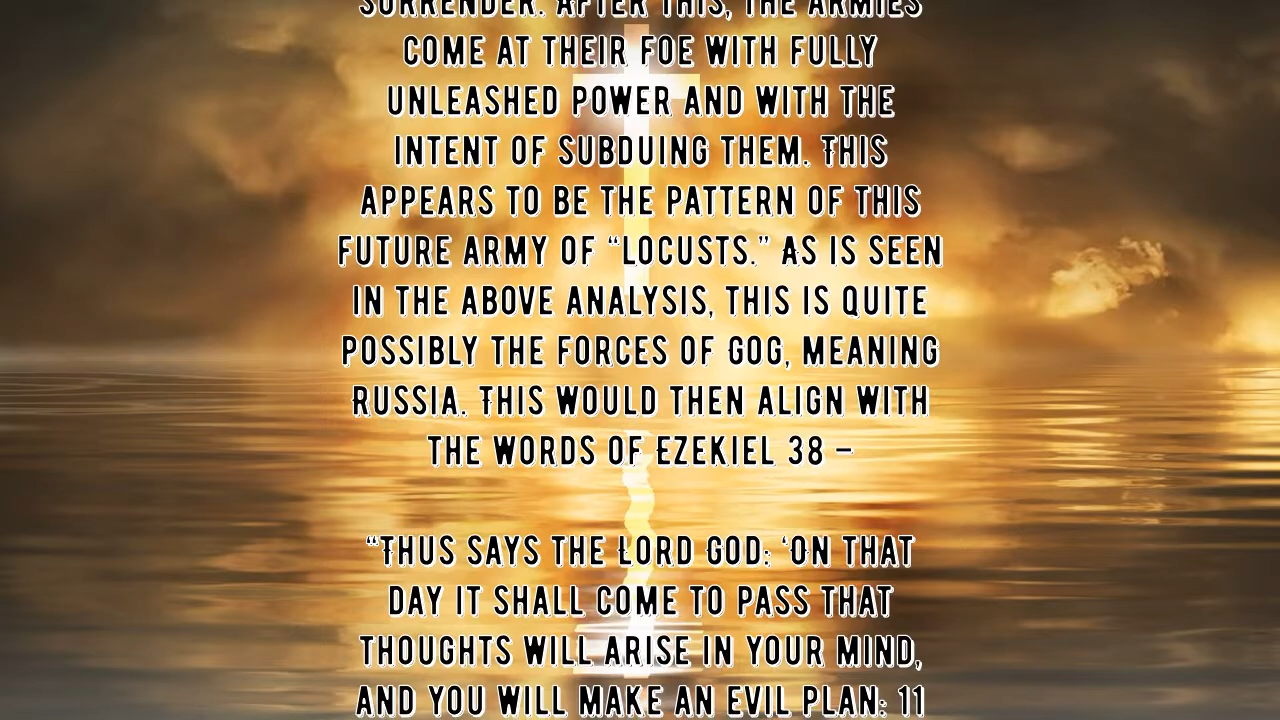 SURRENDER. AFTER THIS, THE ARMIES
COME AT THEIR FOE WITH FULLY
UNLEASHED POWER AND WITH THE
INTENT OF SUBDUING THEM. THIS
APPEARS TO BE THE PATTERN OF THIS
FUTURE ARMY OF “LOCUSTS.” AS IS SEEN
IN THE ABOVE ANALYSIS, THIS IS QUITE
POSSIBLY THE FORCES OF GOG, MEANING
RUSSIA. THIS WOULD THEN ALIGN WITH
THE WORDS OF EZEKIEL 38 –
“THUS SAYS THE LORD GOD: ‘ON THAT
DAY IT SHALL COME TO PASS THAT
THOUGHTS WILL ARISE IN YOUR MIND,
AND YOU WILL MAKE AN EVIL PLAN: 11